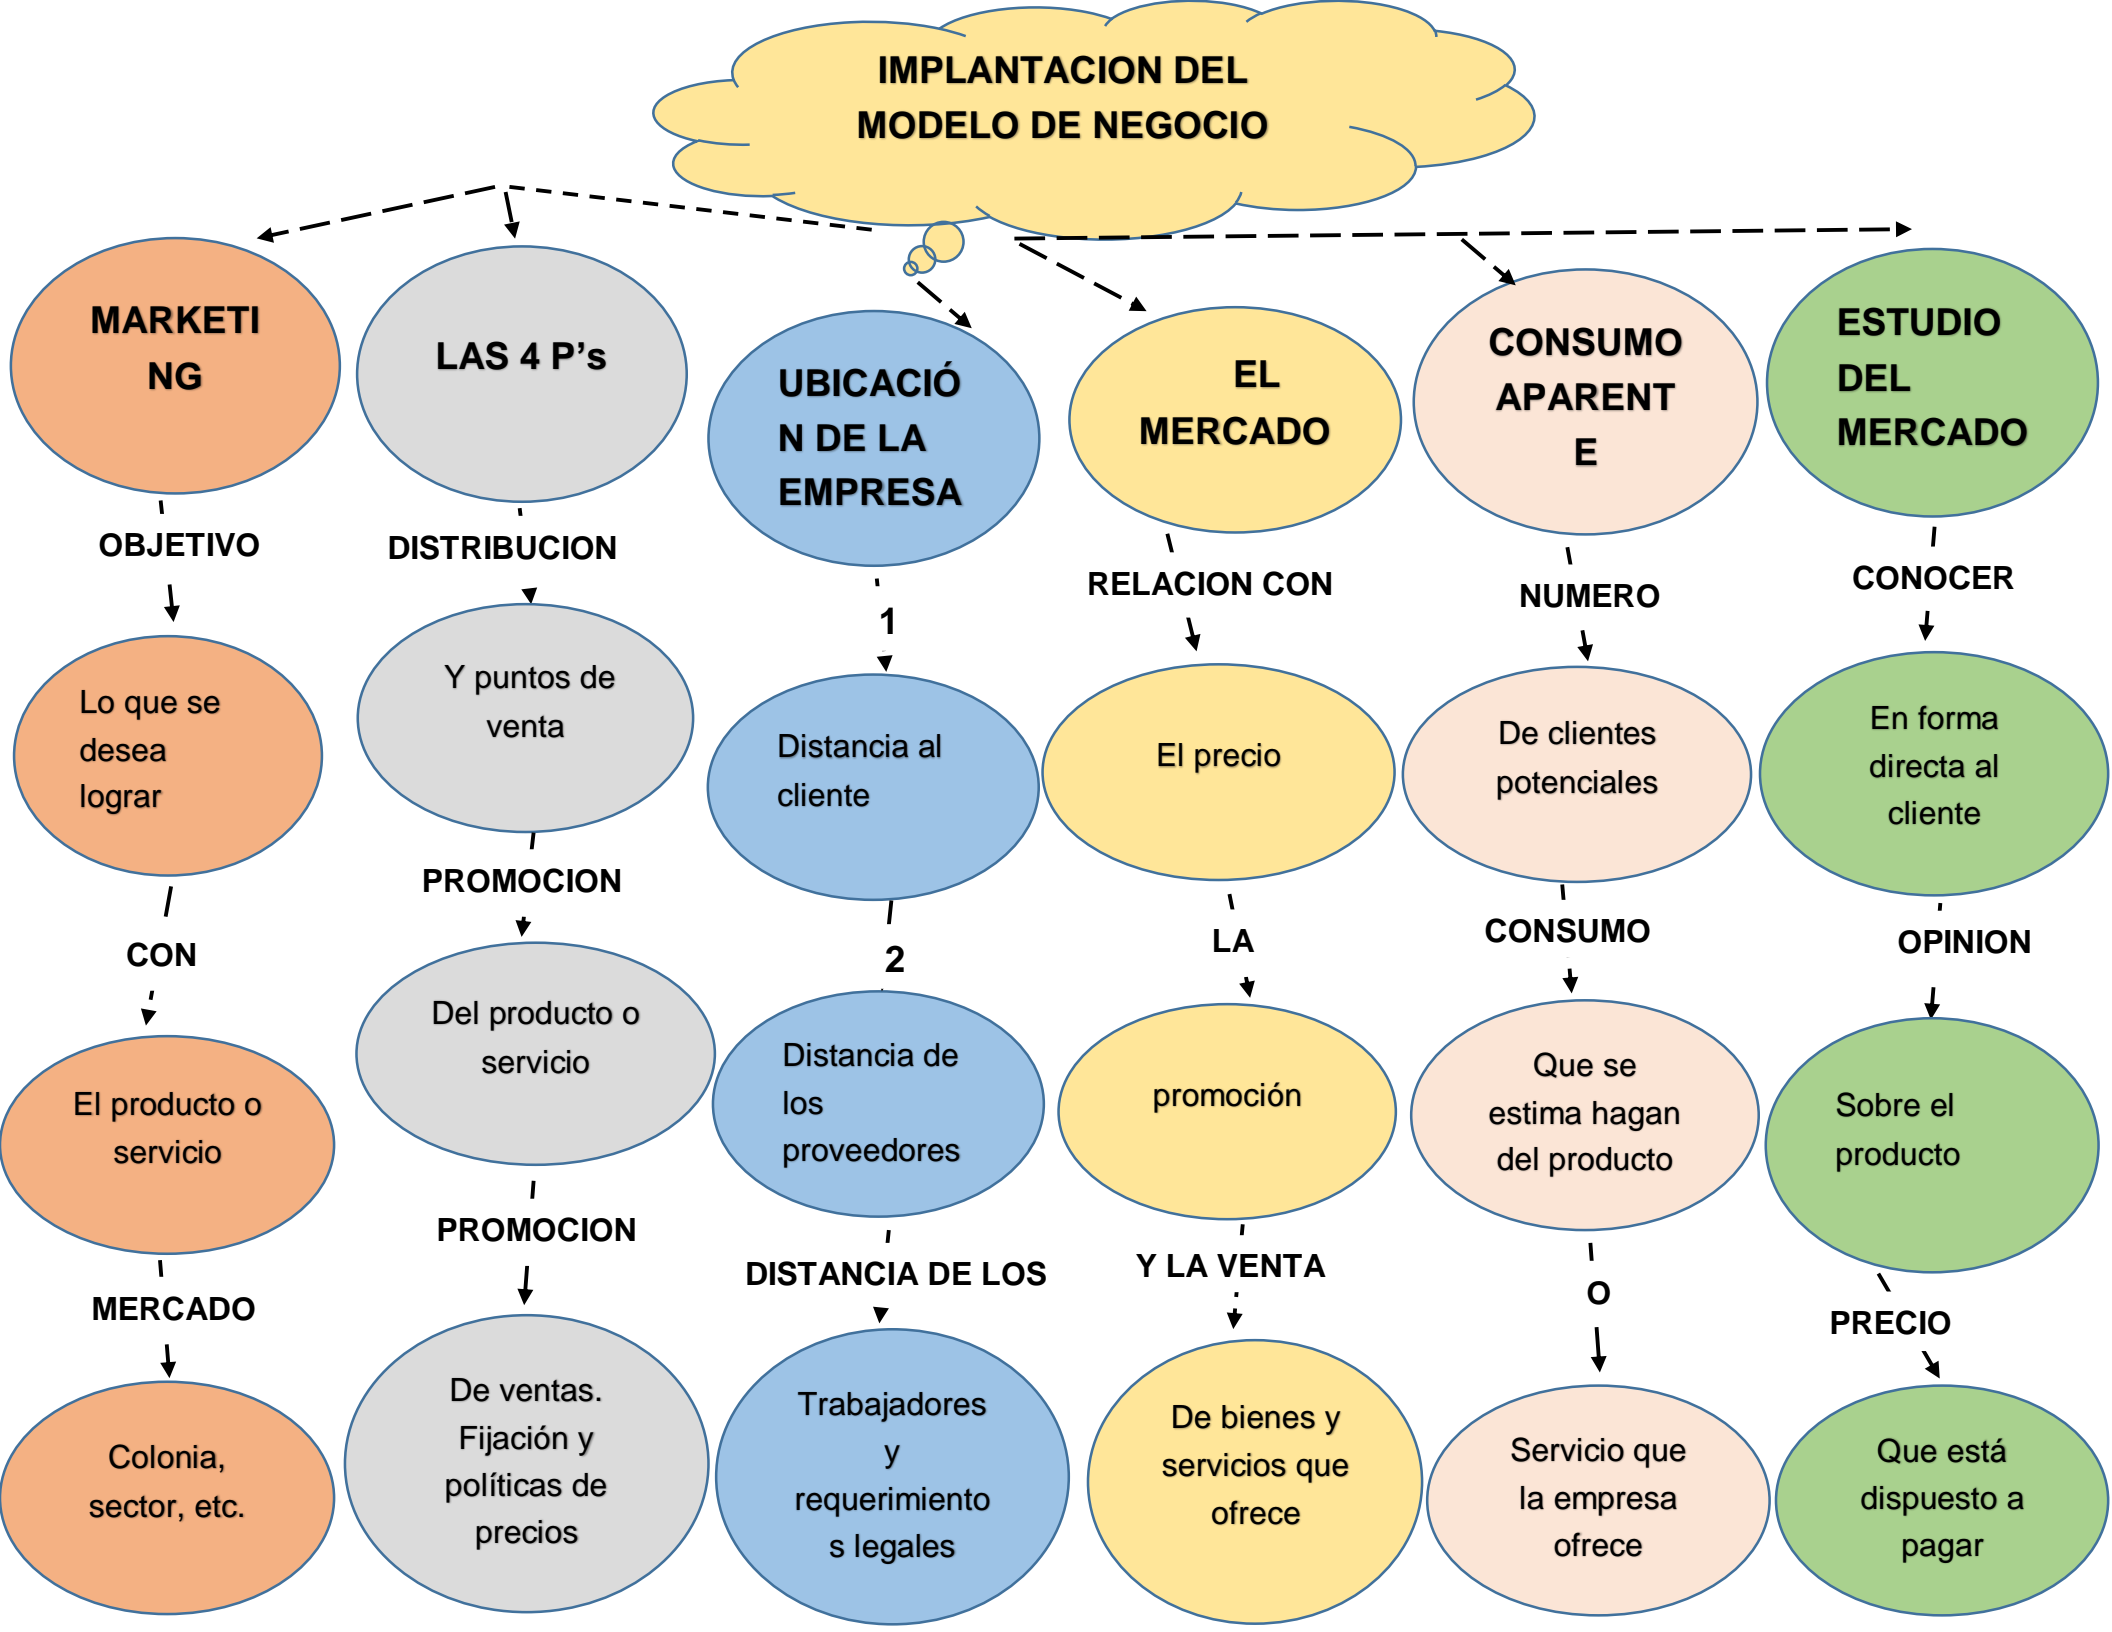 IMPLANTACION DEL
MODELO DE NEGOCIO
MARKETI
NG
OBJETIVO
Lo que se
desea
lograr
CON
El producto o
servicio
MERCADO
Colonia,
sector, etc.
LAS 4 P’s
DISTRIBUCION
Y puntos de
venta
PROMOCION
Del producto o
servicio
PROMOCION
De ventas.
Fijación y
políticas de
precios
UBICACIÓ
N DE LA
EMPRESA
1
Distancia al
cliente
2
Distancia de
los
proveedores
DISTANCIA DE LOS
Trabajadores
y
requerimiento
s legales
EL
MERCADO
RELACION CON
El precio
LA
promoción
Y LA VENTA
De bienes y
servicios que
ofrece
CONSUMO
APARENT
E
NUMERO
De clientes
potenciales
CONSUMO
Que se
estima hagan
del producto
O
Servicio que
la empresa
ofrece
ESTUDIO
DEL
MERCADO
CONOCER
En forma
directa al
cliente
OPINION
Sobre el
producto
PRECIO
Que está
dispuesto a
pagar